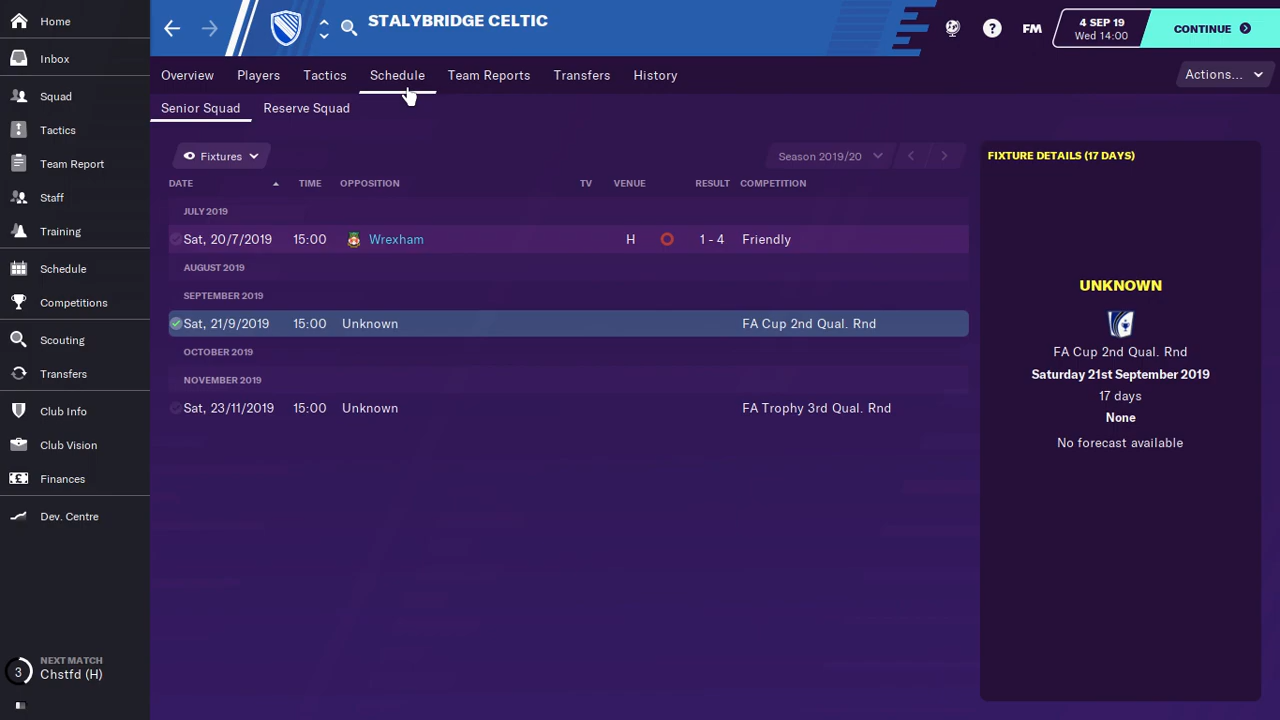 Home
Inbox
Squad
Tactics
Team Report
Staff
Training
Schedule
Competitions
Scouting
Transfers
Club Info
Club Vision
Finances
Dev. Centre
3
NEXT MATCH
Chstfd (H)
STALYBRIDGE CELTIC
?
FM
4 SEP 19
Wed 14:00
CONTINUE
Overview
Players
Tactics
Schedule
Team Reports
Transfers
History
Actions...
Senior Squad
Reserve Squad
Fixtures
Season 2019/20
DATE TIME OPPOSITION TV VENUE RESULT COMPETITION
JULY 2019
Sat, 20/7/2019 15:00 Wrexham H 1 - 4 Friendly
AUGUST 2019
SEPTEMBER 2019
Sat, 21/9/2019 15:00 Unknown FA Cup 2nd Qual. Rnd
OCTOBER 2019
NOVEMBER 2019
Sat, 23/11/2019 15:00 Unknown FA Trophy 3rd Qual. Rnd
FIXTURE DETAILS (17 DAYS)
UNKNOWN
FA Cup 2nd Qual. Rnd
Saturday 21st September 2019
17 days
None
No forecast available